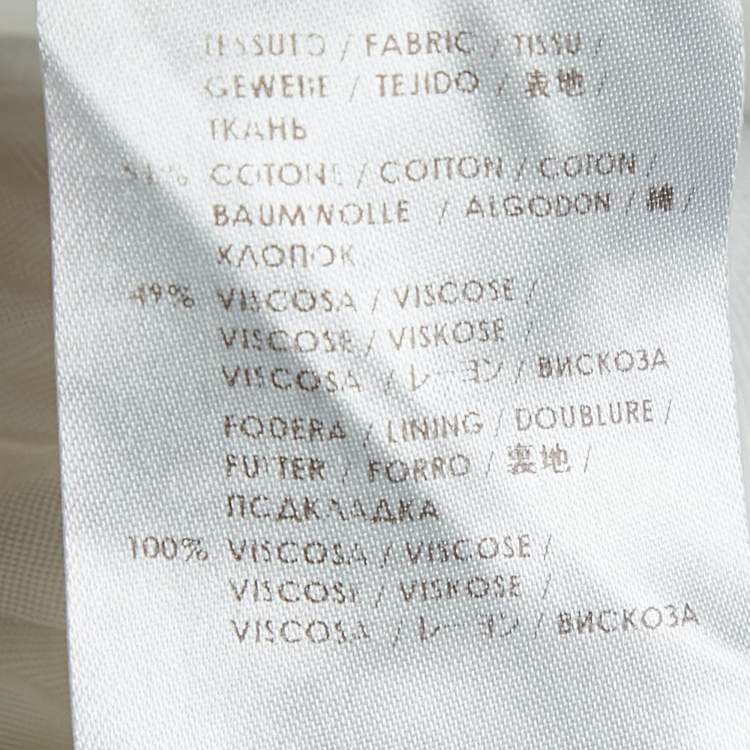 TESSUTO / FABRIC / TISSU /
GEWEBE / TEJIDO / 表地 /
ТКАНЬ
51% COTONE / COTTON / COTON /
BAUMWOLLE / ALGODON / 綿 /
ХЛОПОК
49% VISCOSA / VISCOSE /
VISCOSE / VISKOSE /
VISCOSA / レーヨン / ВИСКОЗА
FODERA / LINING / DOUBLURE /
FUTTER / FORRO / 裏地 /
ПОДКЛАДКА
100% VISCOSA / VISCOSE /
VISCOSE / VISKOSE /
VISCOSA / レーヨン / ВИСКОЗА